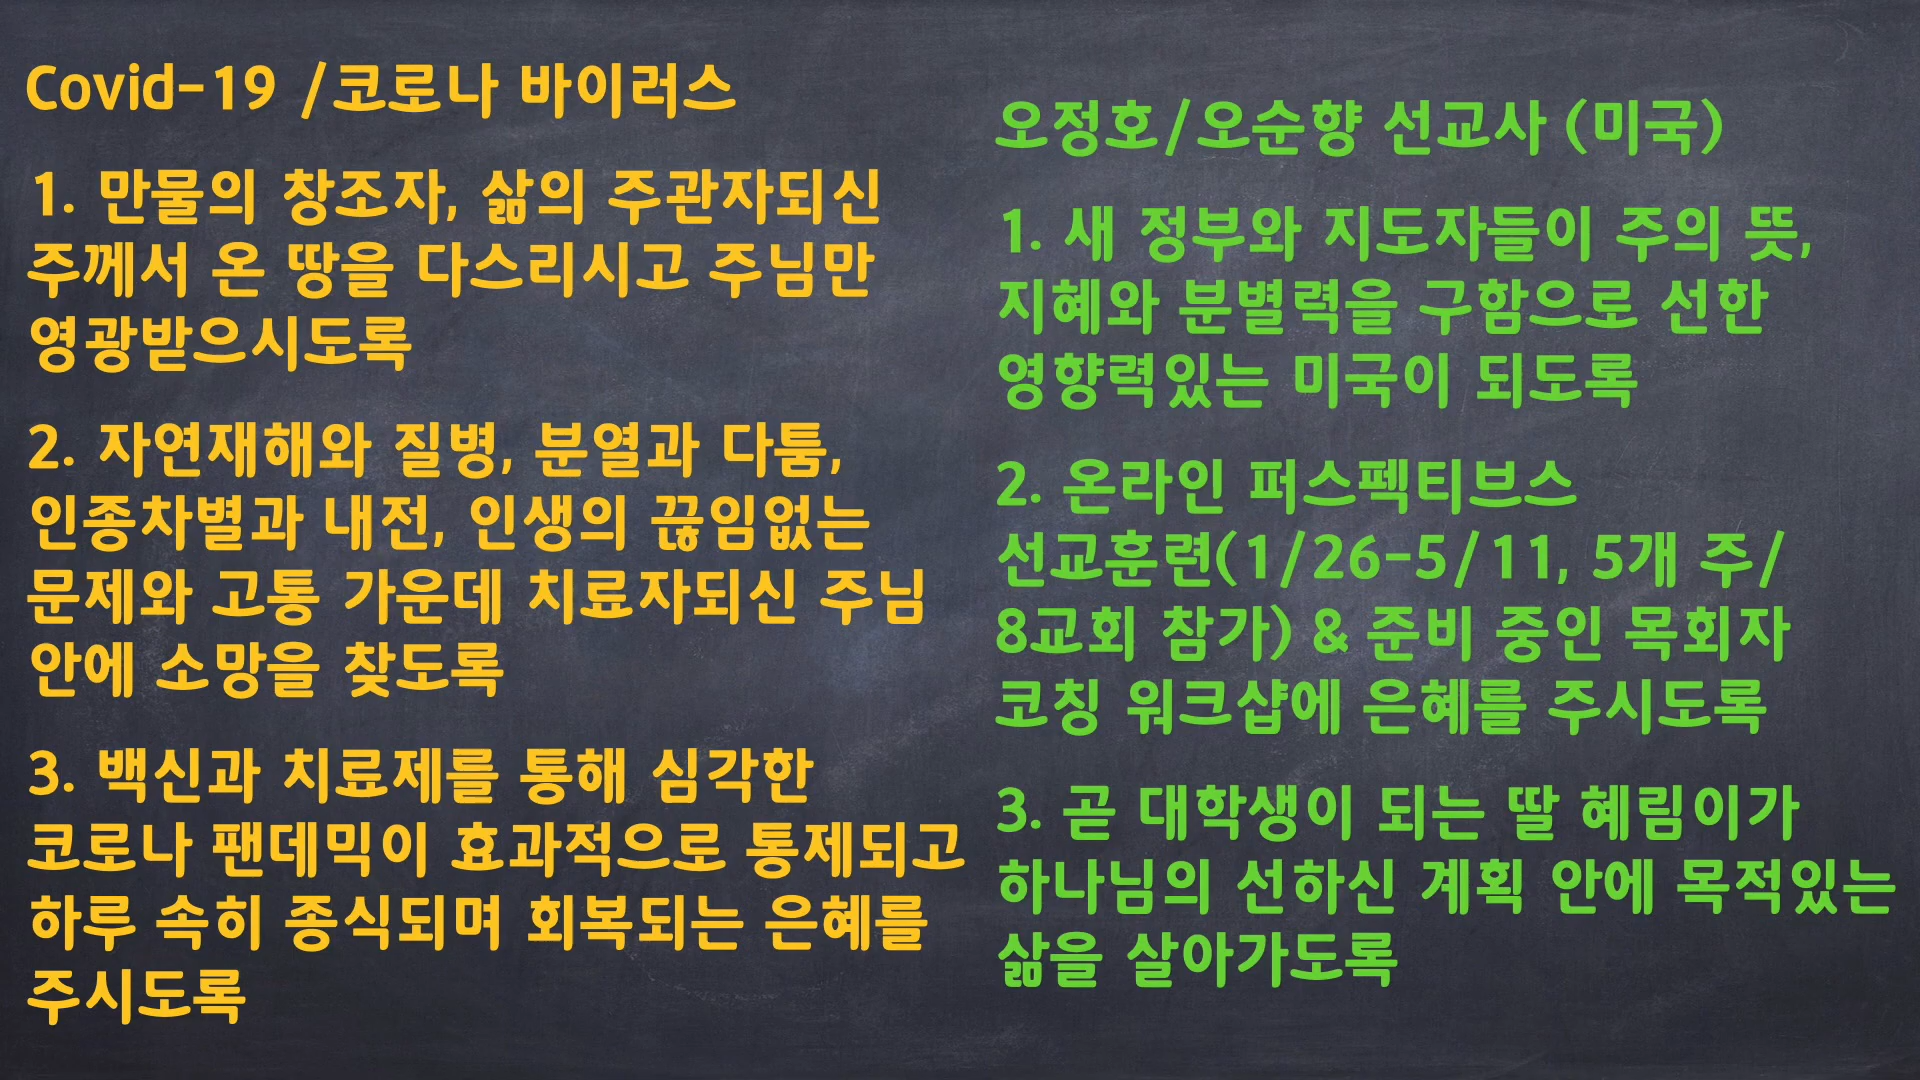 Covid-19 /코로나 바이러스
1. 만물의 창조자, 삶의 주관자되신
주께서 온 땅을 다스리시고 주님만
영광받으시도록
2. 자연재해와 질병, 분열과 다툼,
인종차별과 내전, 인생의 끊임없는
문제와 고통 가운데 치료자되신 주님
안에 소망을 찾도록
3. 백신과 치료제를 통해 심각한
코로나 팬데믹이 효과적으로 통제되고
하루 속히 종식되며 회복되는 은혜를
주시도록
오정호/오순향 선교사 (미국)
1. 새 정부와 지도자들이 주의 뜻,
지혜와 분별력을 구함으로 선한
영향력있는 미국이 되도록
2. 온라인 퍼스펙티브스
선교훈련(1/26-5/11, 5개 주/
8교회 참가) & 준비 중인 목회자
코칭 워크샵에 은혜를 주시도록
3. 곧 대학생이 되는 딸 혜림이가
하나님의 선하신 계획 안에 목적있는
삶을 살아가도록